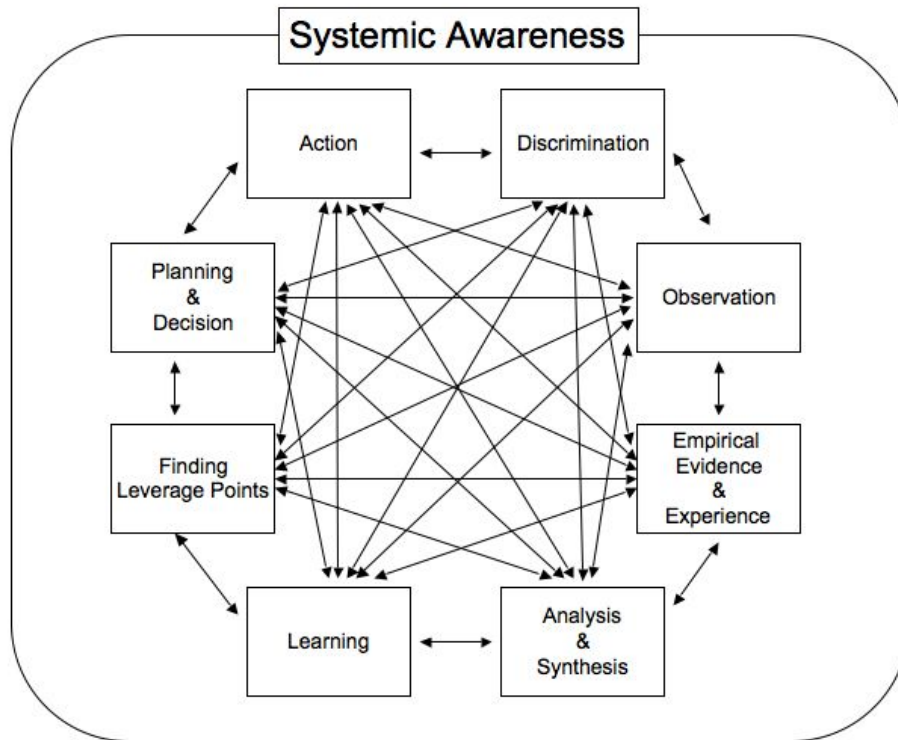 Systemic Awareness
Action
Discrimination
Planning
&
Decision
Observation
Finding
Leverage Points
Empirical
Evidence
&
Experience
Learning
Analysis
&
Synthesis